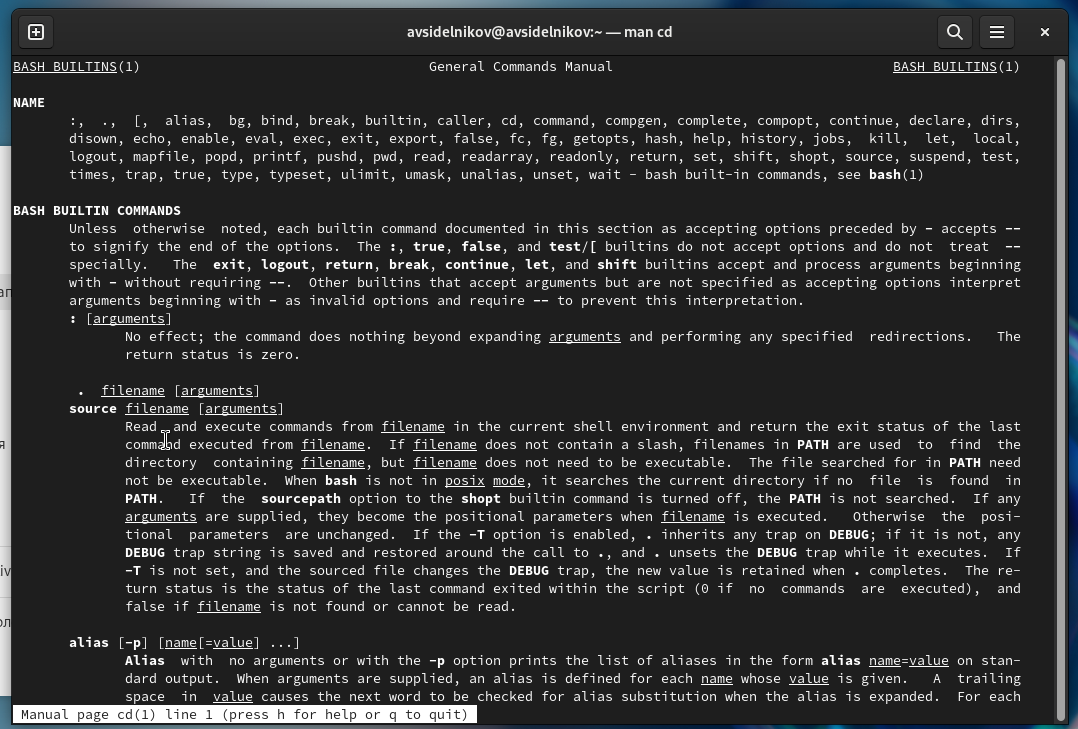 avsidelnikov@avsidelnikov:~ — man cd
BASH BUILTINS(1) General Commands Manual BASH BUILTINS(1)
NAME
:, ., [, alias, bg, bind, break, builtin, caller, cd, command, compgen, complete, compopt, continue, declare, dirs,
disown, echo, enable, eval, exec, exit, export, false, fc, fg, getopts, hash, help, history, jobs, kill, let, local,
logout, mapfile, popd, printf, pushd, pwd, read, readarray, readonly, return, set, shift, shopt, source, suspend, test,
times, trap, true, type, typeset, ulimit, umask, unalias, unset, wait - bash built-in commands, see bash(1)
BASH BUILTIN COMMANDS
Unless otherwise noted, each builtin command documented in this section as accepting options preceded by - accepts --
to signify the end of the options. The :, true, false, and test/[ builtins do not accept options and do not treat --
specially. The exit, logout, return, break, continue, let, and shift builtins accept and process arguments beginning
with - without requiring --. Other builtins that accept arguments but are not specified as accepting options interpret
arguments beginning with - as invalid options and require -- to prevent this interpretation.
: [arguments]
No effect; the command does nothing beyond expanding arguments and performing any specified redirections. The
return status is zero.
. filename [arguments]
source filename [arguments]
Read and execute commands from filename in the current shell environment and return the exit status of the last
command executed from filename. If filename does not contain a slash, filenames in PATH are used to find the
directory containing filename, but filename does not need to be executable. The file searched for in PATH need
not be executable. When bash is not in posix mode, it searches the current directory if no file is found in
PATH. If the sourcepath option to the shopt builtin command is turned off, the PATH is not searched. If any
arguments are supplied, they become the positional parameters when filename is executed. Otherwise the posi-
tional parameters are unchanged. If the -T option is enabled, . inherits any trap on DEBUG; if it is not, any
DEBUG trap string is saved and restored around the call to ., and . unsets the DEBUG trap while it executes. If
-T is not set, and the sourced file changes the DEBUG trap, the new value is retained when . completes. The re-
turn status is the status of the last command exited within the script (0 if no commands are executed), and
false if filename is not found or cannot be read.
alias [-p] [name[=value] ...]
Alias with no arguments or with the -p option prints the list of aliases in the form alias name=value on stan-
dard output. When arguments are supplied, an alias is defined for each name whose value is given. A trailing
space in value causes the next word to be checked for alias substitution when the alias is expanded. For each
Manual page cd(1) line 1 (press h for help or q to quit)